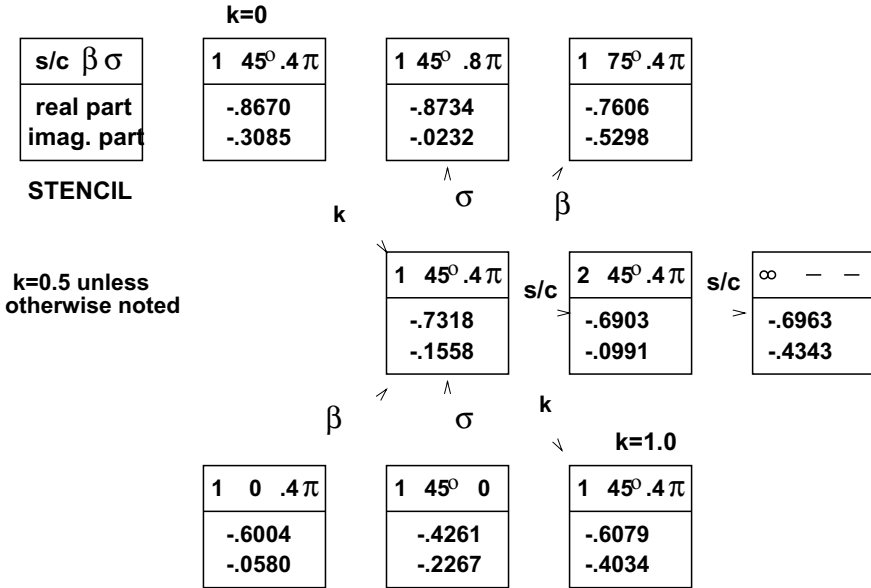 k=0
s/c β σ
real part
imag. part
STENCIL
1 45° .4π
-.8670
-.3085
1 45° .8π
-.8734
-.0232
1 75° .4π
-.7606
-.5298
σ
β
k
k=0.5 unless
otherwise noted
1 45° .4π
-.7318
-.1558
s/c
2 45° .4π
-.6903
-.0991
s/c
∞ – –
-.6963
-.4343
β
σ
k
k=1.0
1 0 .4π
-.6004
-.0580
1 45° 0
-.4261
-.2267
1 45° .4π
-.6079
-.4034